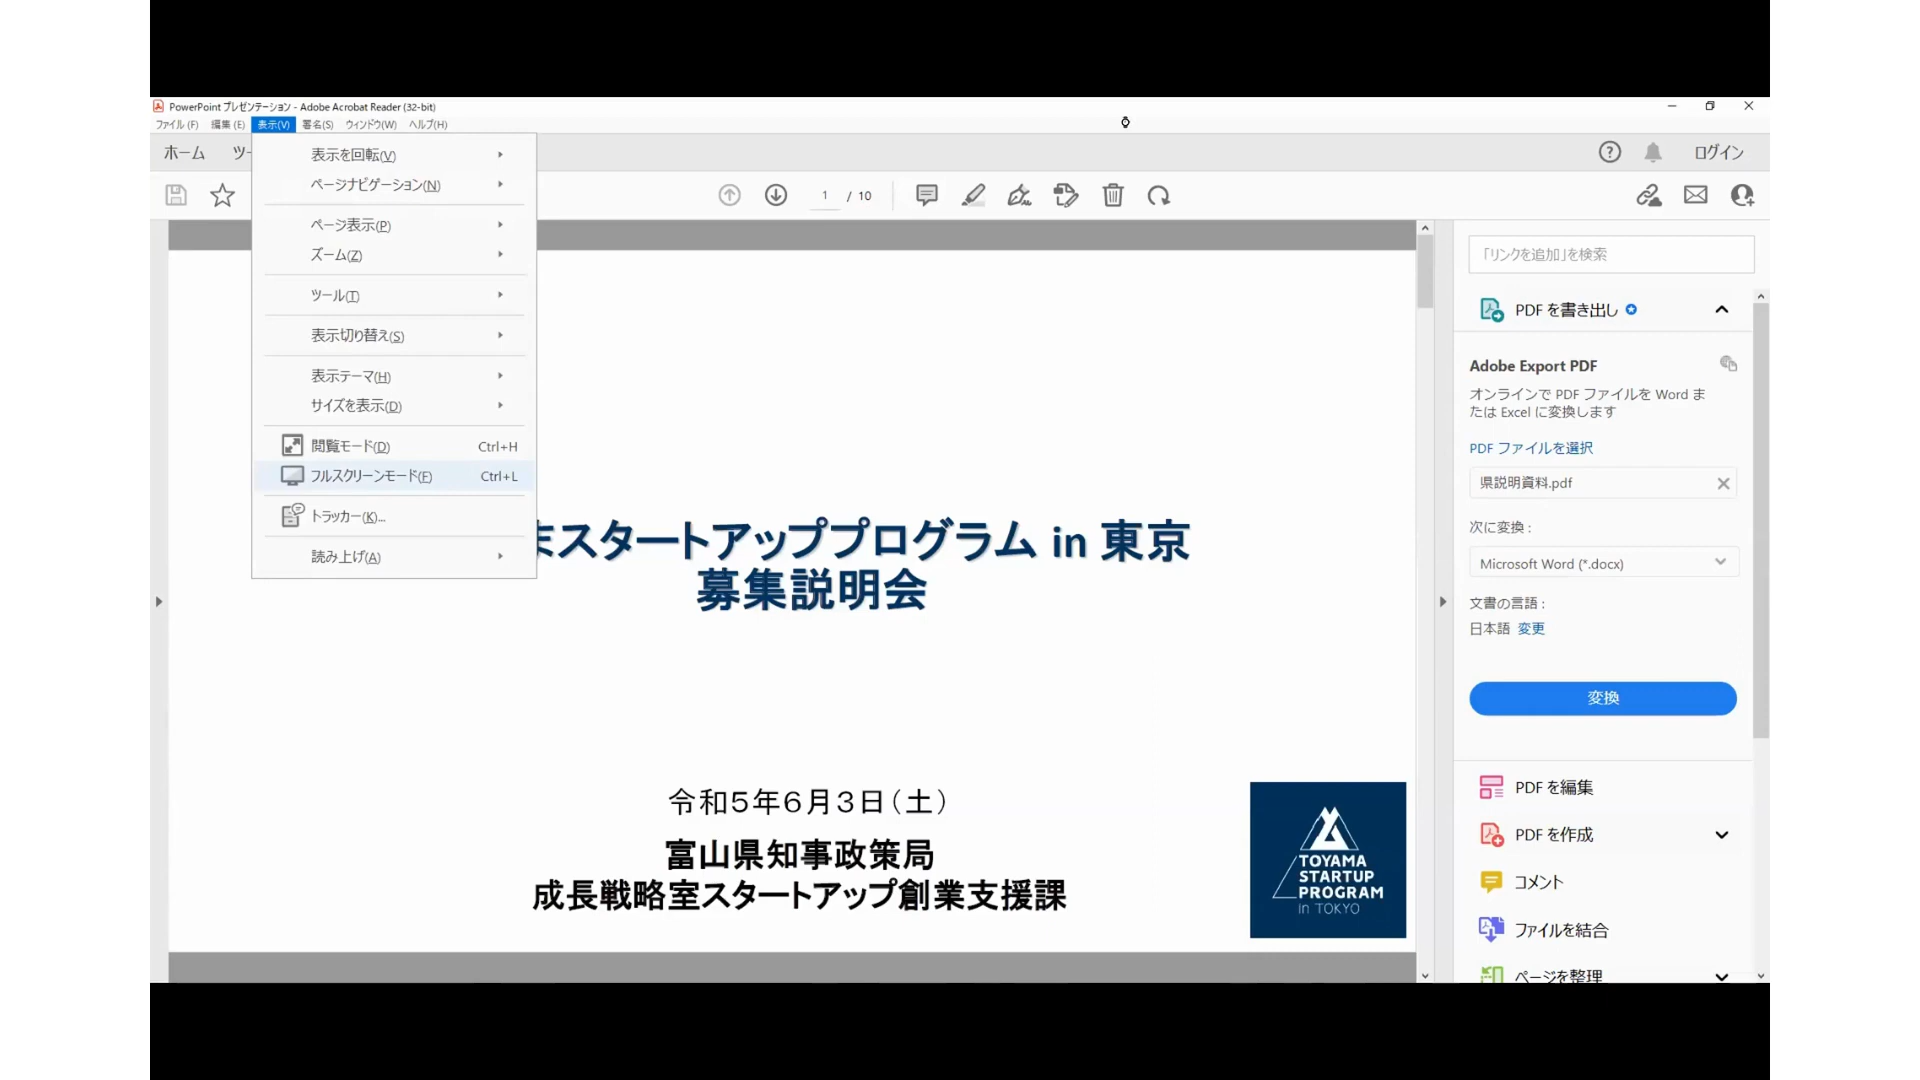 PowerPoint プレゼンテーション - Adobe Acrobat Reader (32-bit)
ファイル(F) 編集(E) 表示(V) 署名(S) ウィンドウ(W) ヘルプ(H)
ホーム ツー
ログイン
1 / 10
表示を回転(V)
ページナビゲーション(N)
ページ表示(P)
ズーム(Z)
ツール(T)
表示切り替え(S)
表示テーマ(H)
サイズを表示(D)
閲覧モード(D) Ctrl+H
フルスクリーンモード(F) Ctrl+L
トラッカー(K)...
読み上げ(A)
まスタートアッププログラム in 東京
募集説明会
令和5年6月3日(土)
富山県知事政策局
成長戦略室スタートアップ創業支援課
TOYAMA
STARTUP
PROGRAM
in TOKYO
「リンクを追加」を検索
PDF を書き出し
Adobe Export PDF
オンラインで PDF ファイルを Word ま
たは Excel に変換します
PDF ファイルを選択
県説明資料.pdf
次に変換 :
Microsoft Word (*.docx)
文書の言語 :
日本語 変更
変換
PDF を編集
PDF を作成
コメント
ファイルを結合
ページを整理